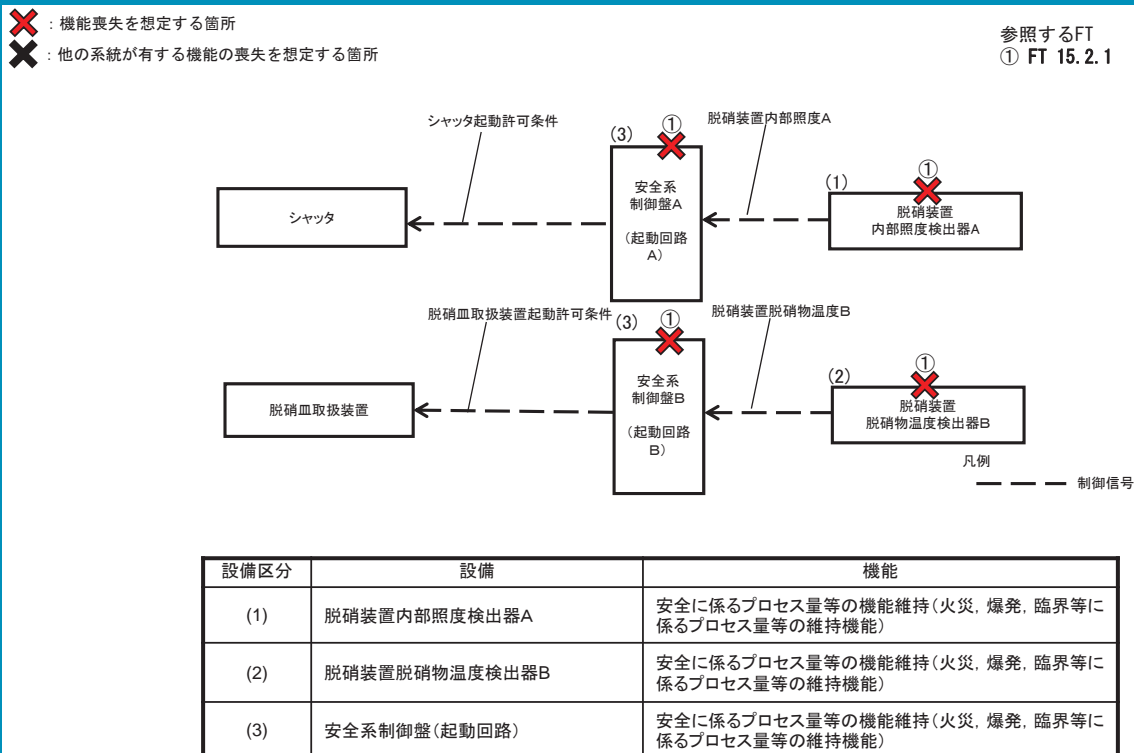 ：機能喪失を想定する箇所
：他の系統が有する機能の喪失を想定する箇所
参照するFT
① FT 15.2.1
シャッタ起動許可条件
(3)
①
脱硝装置内部照度A
シャッタ
安全系
制御盤A
(起動回路
A)
(1)
①
脱硝装置
内部照度検出器A
脱硝皿取扱装置起動許可条件
(3)
①
脱硝装置脱硝物温度B
脱硝皿取扱装置
安全系
制御盤B
(起動回路
B)
(2)
①
脱硝装置
脱硝物温度検出器B
凡例
制御信号
設備区分
設備
機能
(1)
脱硝装置内部照度検出器A
安全に係るプロセス量等の機能維持(火災，爆発，臨界等に
係るプロセス量等の維持機能)
(2)
脱硝装置脱硝物温度検出器B
安全に係るプロセス量等の機能維持(火災，爆発，臨界等に
係るプロセス量等の維持機能)
(3)
安全系制御盤(起動回路)
安全に係るプロセス量等の機能維持(火災，爆発，臨界等に
係るプロセス量等の維持機能)